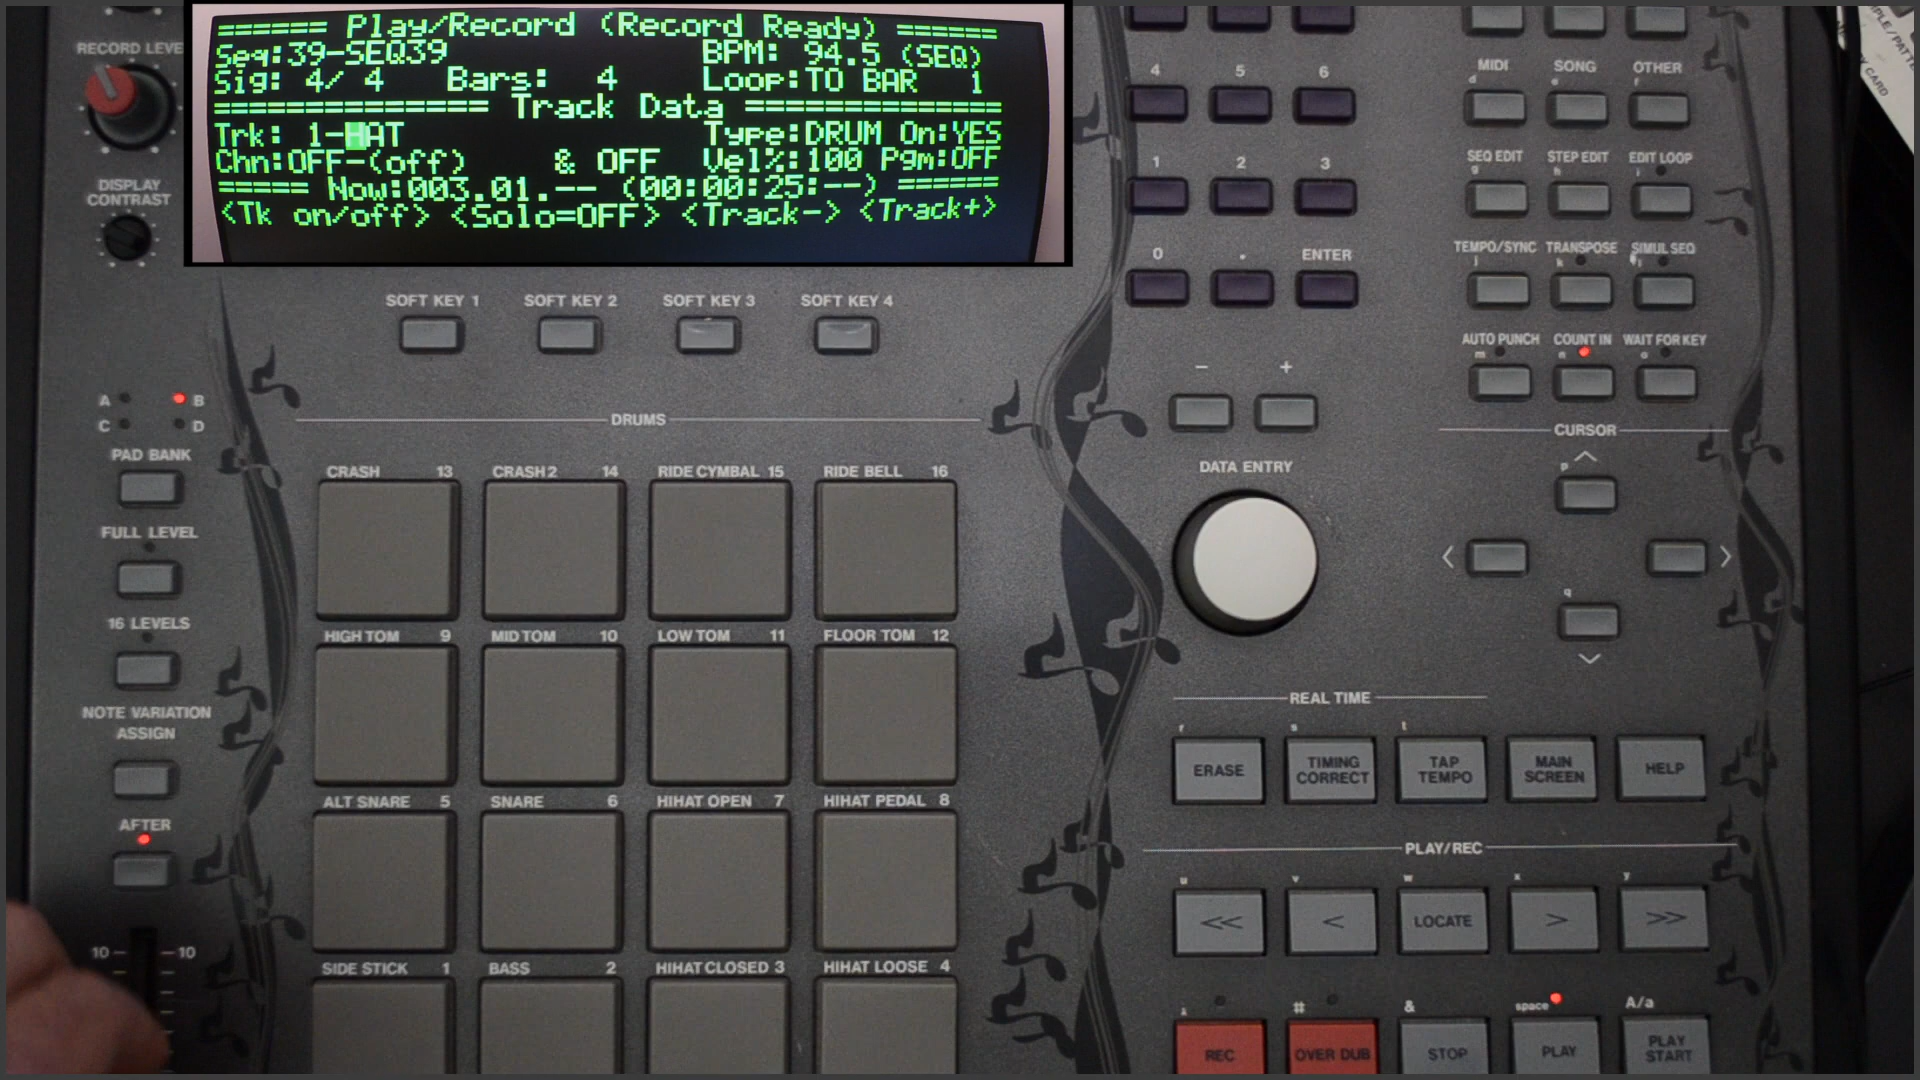 ====== Play/Record (Record Ready) ======
Seq:39-SEQ39 BPM: 94.5 (SEQ)
Sig: 4/ 4 Bars: 4 Loop:TO BAR 1
============= Track Data ============
Trk: 1-HAT Type:DRUM On:YES
Chn:OFF-(off) & OFF Vel%:100 Pgm:OFF
===== Now:003.01.-- (00:00:25:--) ======
<Tk on/off> <Solo=OFF> <Track-> <Track+>
RECORD LEVE
DISPLAY
CONTRAST
SOFT KEY 1 SOFT KEY 2 SOFT KEY 3 SOFT KEY 4
A B
C D
PAD BANK
FULL LEVEL
16 LEVELS
NOTE VARIATION
ASSIGN
AFTER
10 10
DRUMS
CRASH 13 CRASH 2 14 RIDE CYMBAL 15 RIDE BELL 16
HIGH TOM 9 MID TOM 10 LOW TOM 11 FLOOR TOM 12
ALT SNARE 5 SNARE 6 HIHAT OPEN 7 HIHAT PEDAL 8
SIDE STICK 1 BASS 2 HIHAT CLOSED 3 HIHAT LOOSE 4
4 5 6
1 2 3
0 . ENTER
- +
DATA ENTRY
MIDI SONG OTHER
d e f
SEQ EDIT STEP EDIT EDIT LOOP
g h i
TEMPO/SYNC TRANSPOSE SIMUL SEQ
j k l
AUTO PUNCH COUNT IN WAIT FOR KEY
m n o
CURSOR
p
^
< >
q
REAL TIME
r s t
ERASE
TIMING
CORRECT
TAP
TEMPO
MAIN
SCREEN
HELP
PLAY/REC
u v w x y
<< < LOCATE > >>
# & space A/a
REC OVER DUB STOP PLAY
PLAY
START
CARD